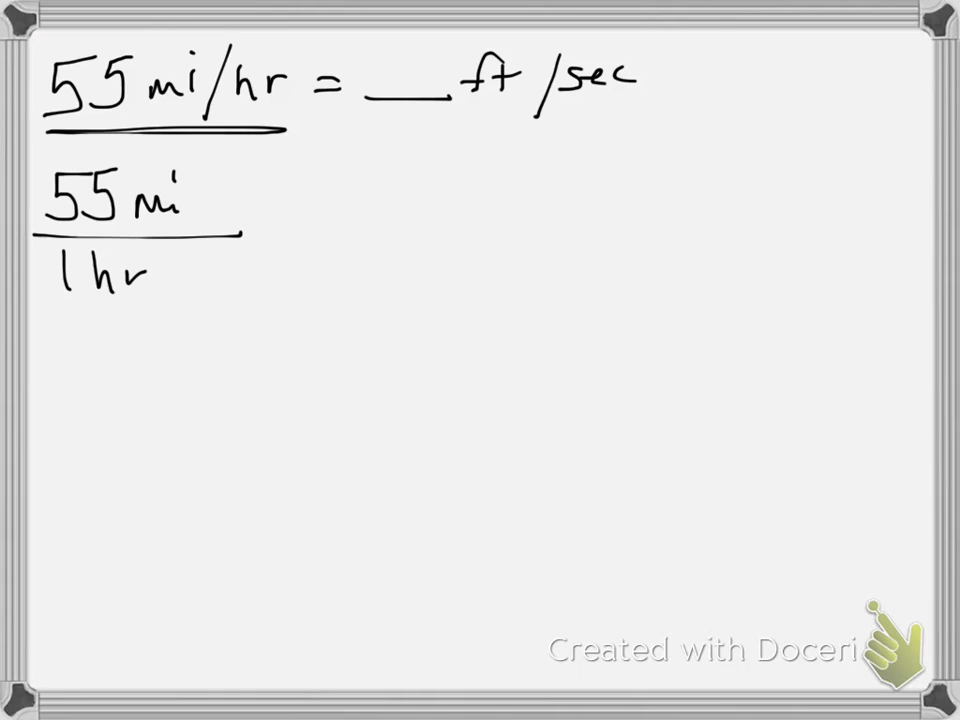 55 mi/hr = ___ ft/sec
55 mi
1 hr
Created with Doceri